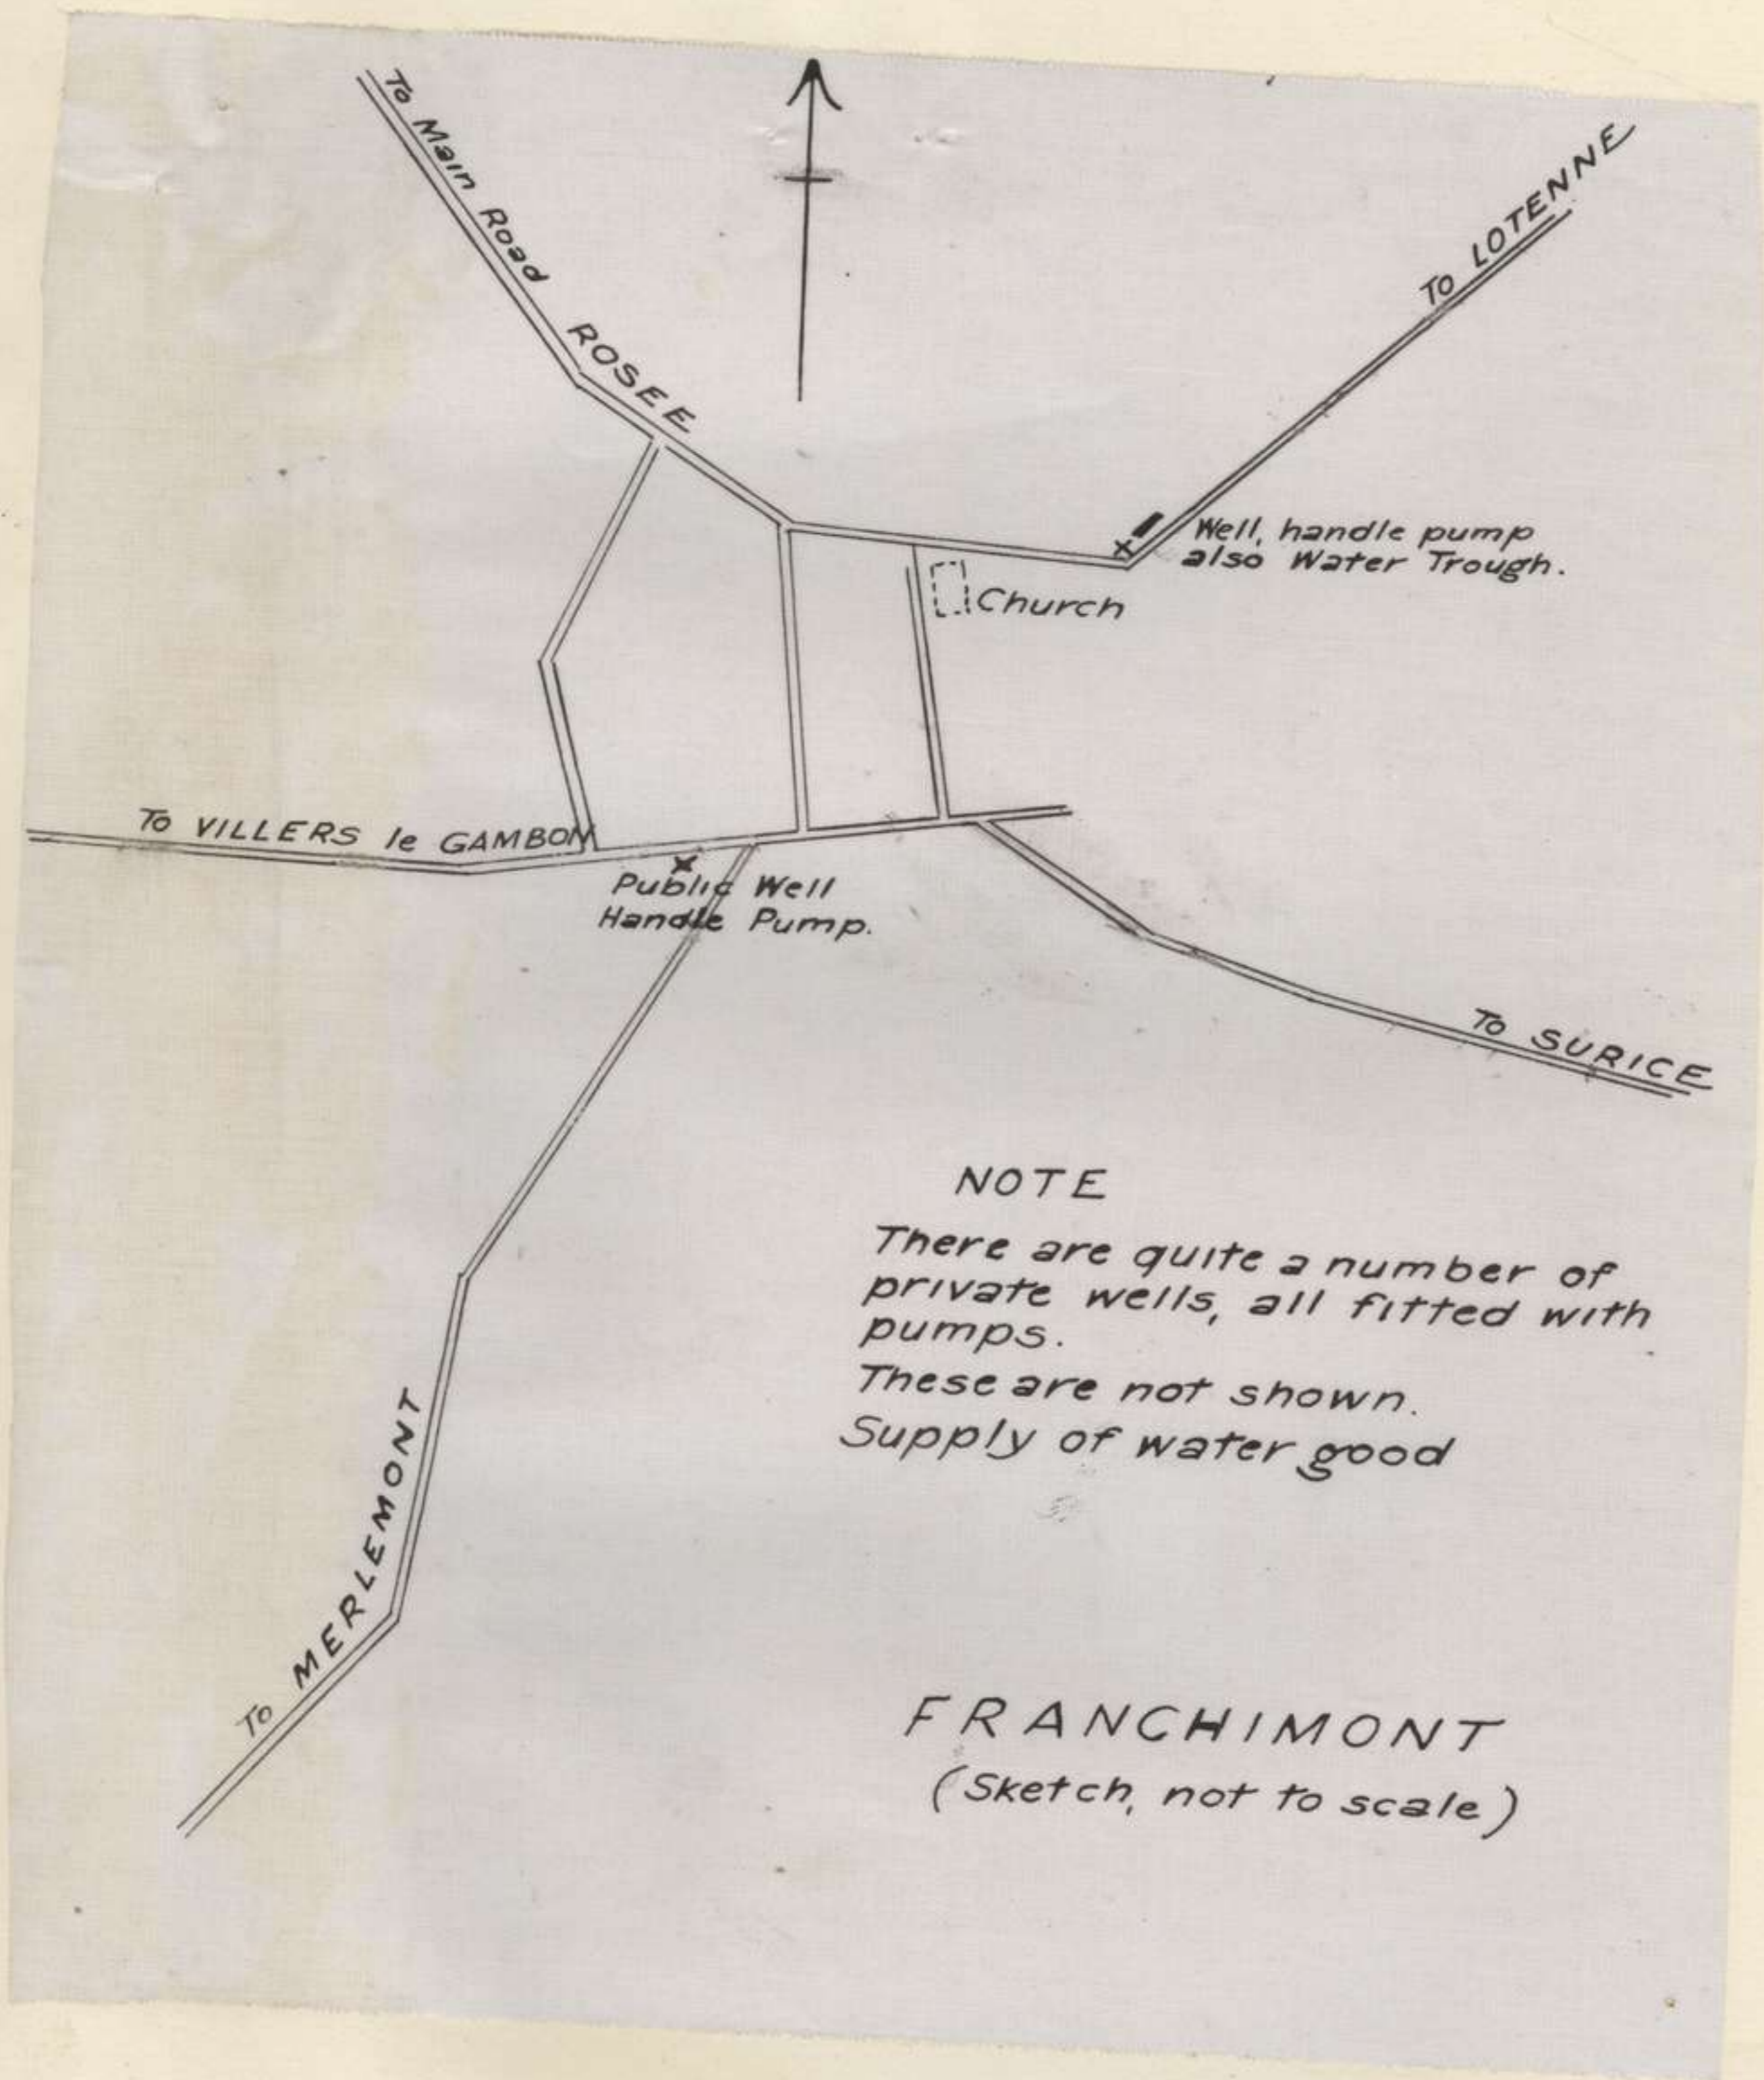 To Main Road ROSEE
To LOTENNE
Well, handle pump
also Water Trough.
Church
To VILLERS le GAMBON
Public Well
Handle Pump.
To SURICE
NOTE
There are quite a number of
private wells, all fitted with
pumps.
These are not shown.
Supply of water good
To MERLEMONT
FRANCHIMONT
(Sketch, not to scale)